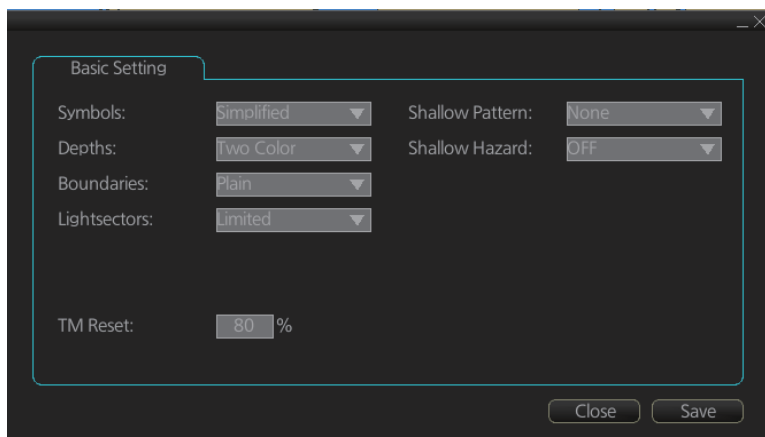 Basic Setting
Symbols: Simplified Shallow Pattern: None
Depths: Two Color Shallow Hazard: OFF
Boundaries: Plain
Lightsectors: Limited
TM Reset: 80 %
Close Save